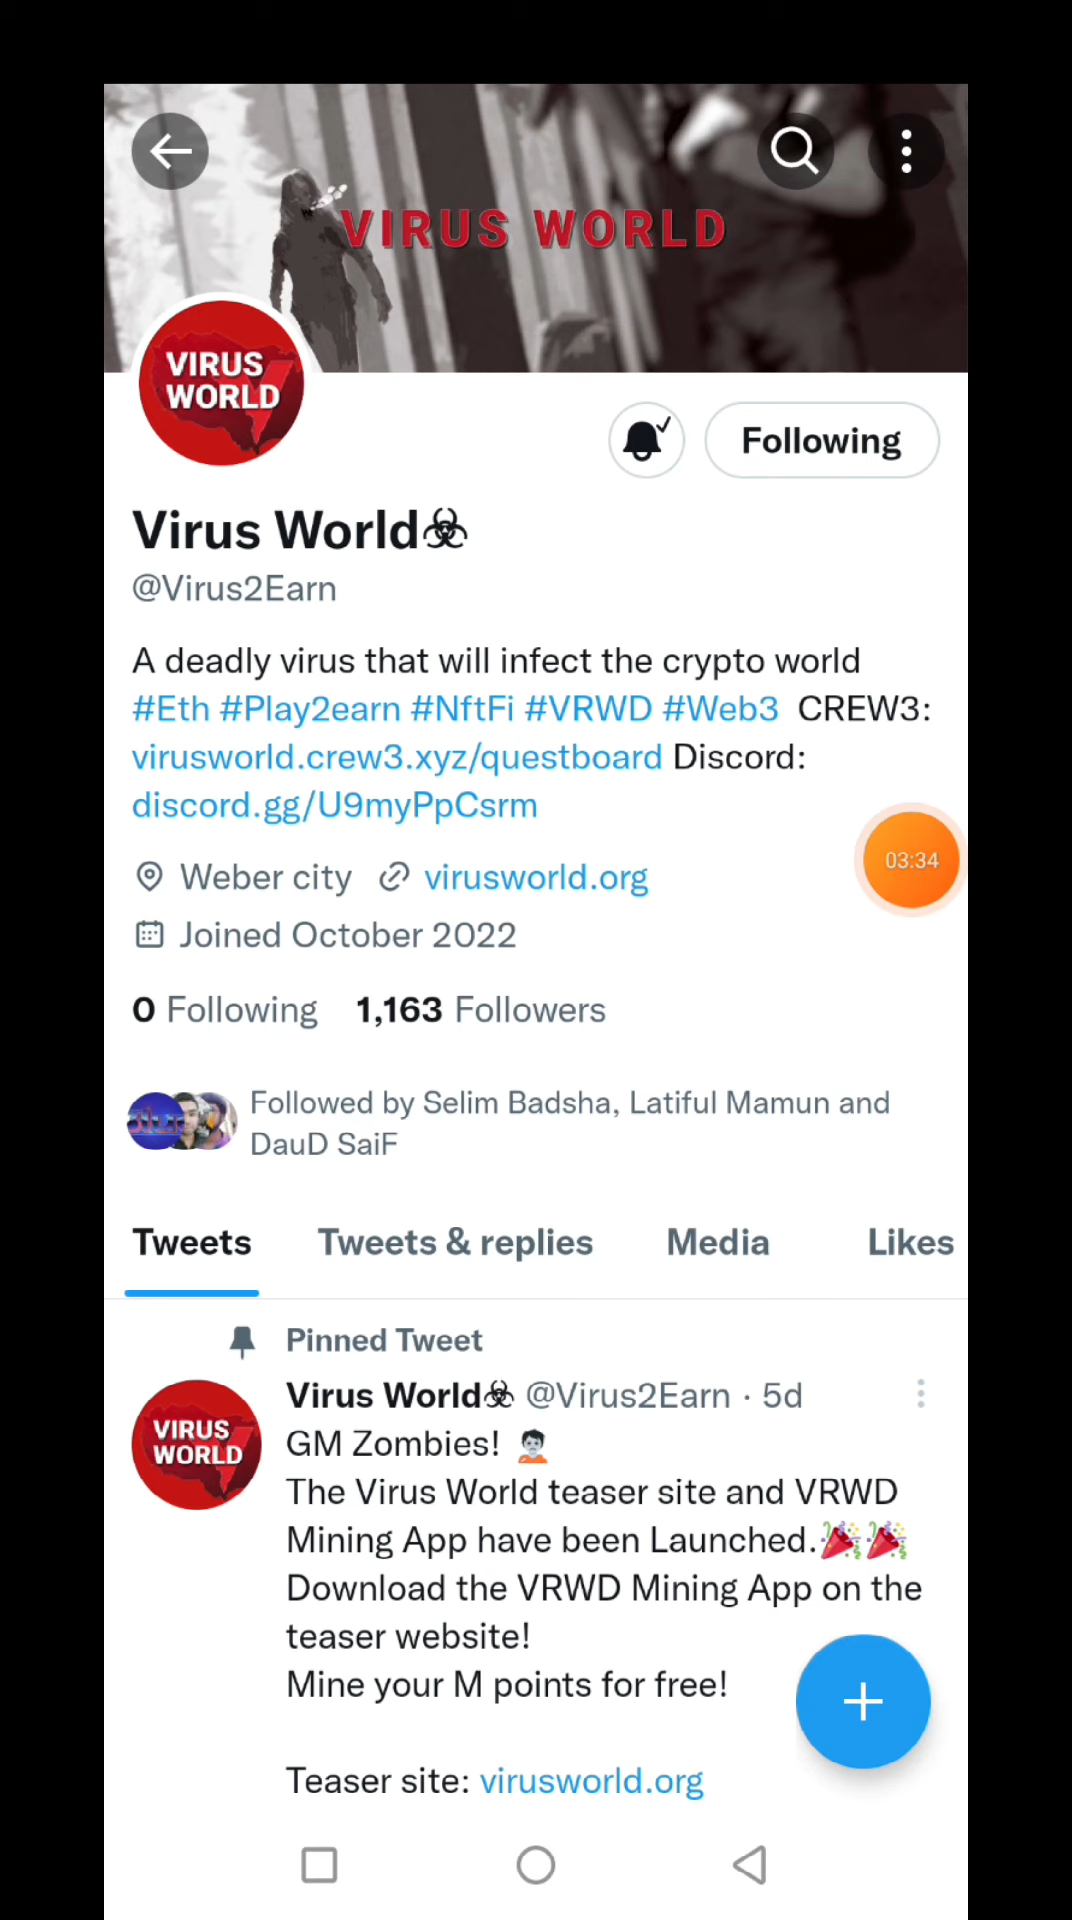 VIRUS WORLD
VIRUS
WORLD
Following
Virus World☣
@Virus2Earn
A deadly virus that will infect the crypto world
#Eth #Play2earn #NftFi #VRWD #Web3 CREW3:
virusworld.crew3.xyz/questboard Discord:
discord.gg/U9myPpCsrm
03:34
Weber city virusworld.org
Joined October 2022
0 Following 1,163 Followers
Followed by Selim Badsha, Latiful Mamun and
DauD SaiF
Tweets Tweets & replies Media Likes
Pinned Tweet
Virus World☣ @Virus2Earn · 5d
VIRUS
WORLD
GM Zombies! 🧟‍♂️
The Virus World teaser site and VRWD
Mining App have been Launched.🎉🎉
Download the VRWD Mining App on the
teaser website!
Mine your M points for free!
Teaser site: virusworld.org